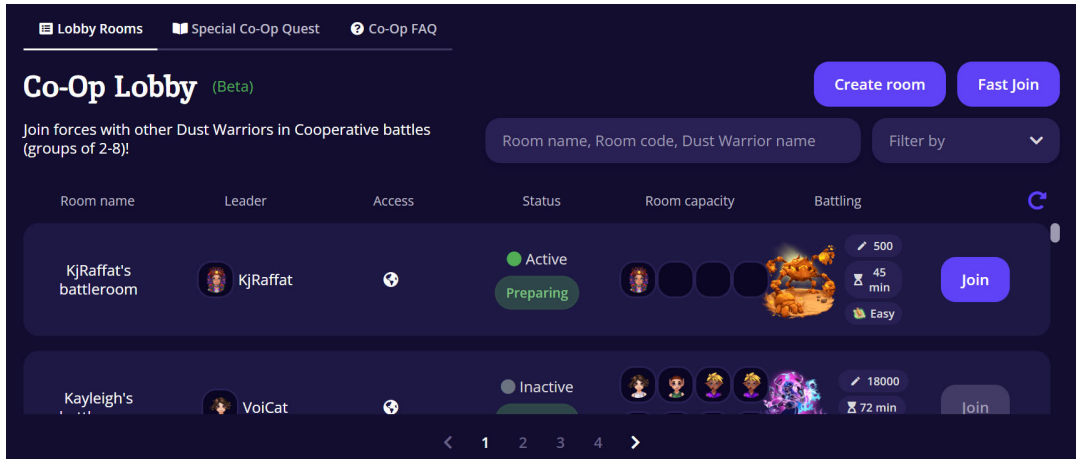 Lobby Rooms
Special Co-Op Quest
Co-Op FAQ
Co-Op Lobby (Beta)
Create room
Fast Join
Join forces with other Dust Warriors in Cooperative battles
(groups of 2-8)!
Room name, Room code, Dust Warrior name
Filter by
Room name
Leader
Access
Status
Room capacity
Battling
KjRaffat's
battleroom
KjRaffat
Active
Preparing
500
45
min
Easy
Join
Kayleigh's
VoiCat
Inactive
18000
72 min
Join
1 2 3 4